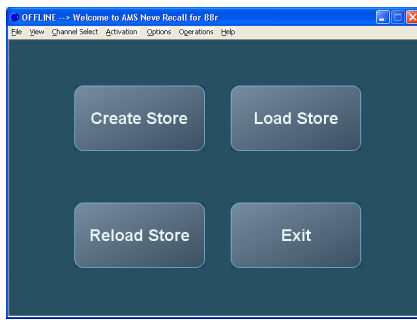 OFFLINE --> Welcome to AMS Neve Recall for 88r
File View Channel Select Activation Options Operations Help
Create Store Load Store
Reload Store Exit